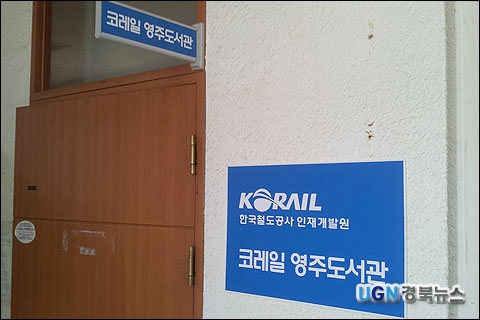 코레일 영주도서관
KORAIL
한국철도공사 인재개발원
코레일 영주도서관
UGN경북뉴스